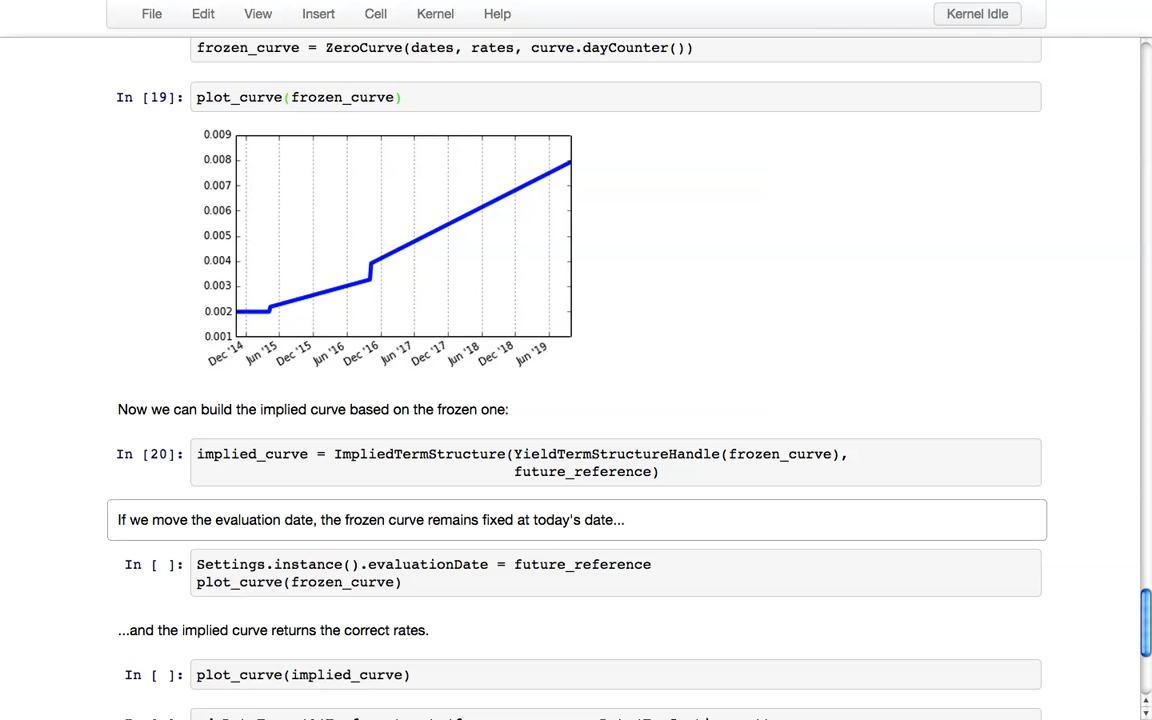 File Edit View Insert Cell Kernel Help Kernel Idle
frozen_curve = ZeroCurve(dates, rates, curve.dayCounter())
In [19]: plot_curve(frozen_curve)
0.009
0.008
0.007
0.006
0.005
0.004
0.003
0.002
0.001
Dec '14 Jun '15 Dec '15 Jun '16 Dec '16 Jun '17 Dec '17 Jun '18 Dec '18 Jun '19
Now we can build the implied curve based on the frozen one:
In [20]: implied_curve = ImpliedTermStructure(YieldTermStructureHandle(frozen_curve),
future_reference)
If we move the evaluation date, the frozen curve remains fixed at today's date...
In [ ]: Settings.instance().evaluationDate = future_reference
plot_curve(frozen_curve)
...and the implied curve returns the correct rates.
In [ ]: plot_curve(implied_curve)